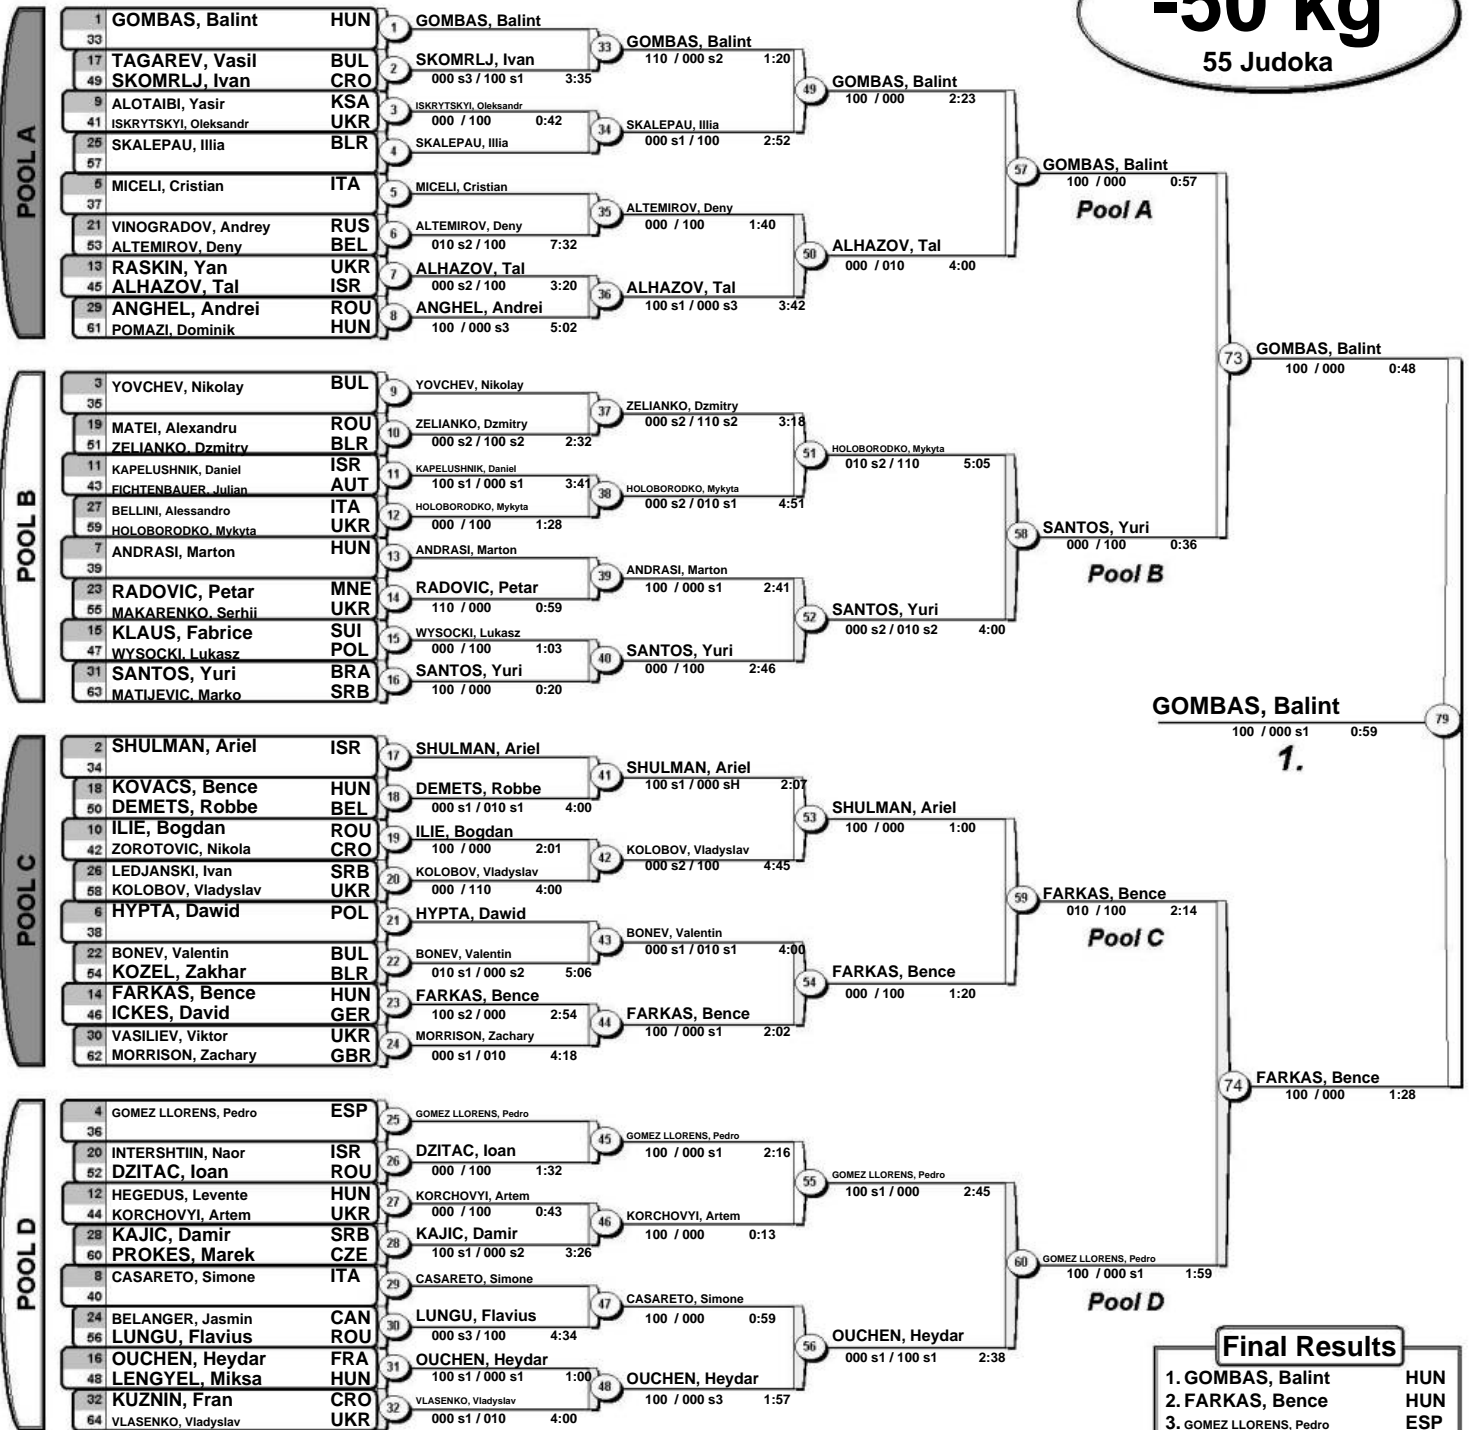 -50 kg
55 Judoka
POOL A
1 GOMBAS, Balint HUN
33
17 TAGAREV, Vasil BUL
49 SKOMRLJ, Ivan CRO
9 ALOTAIBI, Yasir KSA
41 ISKRYTSKYI, Oleksandr UKR
25 SKALEPAU, Illia BLR
57
5 MICELI, Cristian ITA
37
21 VINOGRADOV, Andrey RUS
53 ALTEMIROV, Deny BEL
13 RASKIN, Yan UKR
45 ALHAZOV, Tal ISR
29 ANGHEL, Andrei ROU
61 POMAZI, Dominik HUN
1 GOMBAS, Balint
2 SKOMRLJ, Ivan
000 s3 / 100 s1 3:35
3 ISKRYTSKYI, Oleksandr
000 / 100 0:42
4 SKALEPAU, Illia
5 MICELI, Cristian
6 ALTEMIROV, Deny
010 s2 / 100 7:32
7 ALHAZOV, Tal
000 s2 / 100 3:20
8 ANGHEL, Andrei
100 / 000 s3 5:02
33 GOMBAS, Balint
110 / 000 s2 1:20
34 SKALEPAU, Illia
000 s1 / 100 2:52
35 ALTEMIROV, Deny
000 / 100 1:40
36 ALHAZOV, Tal
100 s1 / 000 s3 3:42
49 GOMBAS, Balint
100 / 000 2:23
50 ALHAZOV, Tal
000 / 010 4:00
57 GOMBAS, Balint
100 / 000 0:57
Pool A
POOL B
3 YOVCHEV, Nikolay BUL
35
19 MATEI, Alexandru ROU
51 ZELIANKO, Dzmitry BLR
11 KAPELUSHNIK, Daniel ISR
43 FICHTENBAUER, Julian AUT
27 BELLINI, Alessandro ITA
59 HOLOBORODKO, Mykyta UKR
7 ANDRASI, Marton HUN
39
23 RADOVIC, Petar MNE
55 MAKARENKO, Serhii UKR
15 KLAUS, Fabrice SUI
47 WYSOCKI, Lukasz POL
31 SANTOS, Yuri BRA
63 MATIJEVIC, Marko SRB
9 YOVCHEV, Nikolay
10 ZELIANKO, Dzmitry
000 s2 / 100 s2 2:32
11 KAPELUSHNIK, Daniel
100 s1 / 000 s1 3:41
12 HOLOBORODKO, Mykyta
000 / 100 1:28
13 ANDRASI, Marton
14 RADOVIC, Petar
110 / 000 0:59
15 WYSOCKI, Lukasz
000 / 100 1:03
16 SANTOS, Yuri
100 / 000 0:20
37 ZELIANKO, Dzmitry
000 s2 / 110 s2 3:18
38 HOLOBORODKO, Mykyta
000 s2 / 010 s1 4:51
39 ANDRASI, Marton
100 / 000 s1 2:41
40 SANTOS, Yuri
000 / 100 2:46
51 HOLOBORODKO, Mykyta
010 s2 / 110 5:05
52 SANTOS, Yuri
000 s2 / 010 s2 4:00
58 SANTOS, Yuri
000 / 100 0:36
Pool B
73 GOMBAS, Balint
100 / 000 0:48
GOMBAS, Balint 79
100 / 000 s1 0:59
1.
POOL C
2 SHULMAN, Ariel ISR
34
18 KOVACS, Bence HUN
50 DEMETS, Robbe BEL
10 ILIE, Bogdan ROU
42 ZOROTOVIC, Nikola CRO
26 LEDJANSKI, Ivan SRB
58 KOLOBOV, Vladyslav UKR
6 HYPTA, Dawid POL
38
22 BONEV, Valentin BUL
54 KOZEL, Zakhar BLR
14 FARKAS, Bence HUN
46 ICKES, David GER
30 VASILIEV, Viktor UKR
62 MORRISON, Zachary GBR
17 SHULMAN, Ariel
18 DEMETS, Robbe
000 s1 / 010 s1 4:00
19 ILIE, Bogdan
100 / 000 2:01
20 KOLOBOV, Vladyslav
000 / 110 4:00
21 HYPTA, Dawid
22 BONEV, Valentin
010 s1 / 000 s2 5:06
23 FARKAS, Bence
100 s2 / 000 2:54
24 MORRISON, Zachary
000 s1 / 010 4:18
41 SHULMAN, Ariel
100 s1 / 000 sH 2:07
42 KOLOBOV, Vladyslav
000 s2 / 100 4:45
43 BONEV, Valentin
000 s1 / 010 s1 4:00
44 FARKAS, Bence
100 / 000 s1 2:02
53 SHULMAN, Ariel
100 / 000 1:00
54 FARKAS, Bence
000 / 100 1:20
59 FARKAS, Bence
010 / 100 2:14
Pool C
74 FARKAS, Bence
100 / 000 1:28
POOL D
4 GOMEZ LLORENS, Pedro ESP
36
20 INTERSHTIIN, Naor ISR
52 DZITAC, Ioan ROU
12 HEGEDUS, Levente HUN
44 KORCHOVYI, Artem UKR
28 KAJIC, Damir SRB
60 PROKES, Marek CZE
8 CASARETO, Simone ITA
40
24 BELANGER, Jasmin CAN
56 LUNGU, Flavius ROU
16 OUCHEN, Heydar FRA
48 LENGYEL, Miksa HUN
32 KUZNIN, Fran CRO
64 VLASENKO, Vladyslav UKR
25 GOMEZ LLORENS, Pedro
26 DZITAC, Ioan
000 / 100 1:32
27 KORCHOVYI, Artem
000 / 100 0:43
28 KAJIC, Damir
100 s1 / 000 s2 3:26
29 CASARETO, Simone
30 LUNGU, Flavius
000 s3 / 100 4:34
31 OUCHEN, Heydar
100 s1 / 000 s1 1:00
32 VLASENKO, Vladyslav
000 s1 / 010 4:00
45 GOMEZ LLORENS, Pedro
100 / 000 s1 2:16
46 KORCHOVYI, Artem
100 / 000 0:13
47 CASARETO, Simone
100 / 000 0:59
48 OUCHEN, Heydar
100 / 000 s3 1:57
55 GOMEZ LLORENS, Pedro
100 s1 / 000 2:45
56 OUCHEN, Heydar
000 s1 / 100 s1 2:38
60 GOMEZ LLORENS, Pedro
100 / 000 s1 1:59
Pool D
Final Results
1. GOMBAS, Balint HUN
2. FARKAS, Bence HUN
3. GOMEZ LLORENS, Pedro ESP